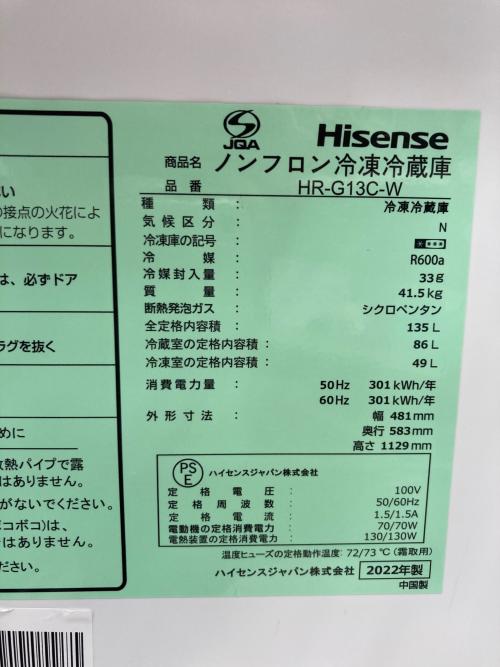 い
の接点の火花によ
になります。
は、必ずドア
ラグを抜く
めに
放熱パイプで露
はありません。
がないでください。
ボコボコ)は、
はありません。
ださい。
JQA
Hisense
商品名 ノンフロン冷凍冷蔵庫
品番 HR-G13C-W
種類 : 冷凍冷蔵庫
気候区分 : N
冷凍庫の記号 : ****
冷媒 : R600a
冷媒封入量 : 33g
質量 : 41.5kg
断熱発泡ガス : シクロペンタン
全定格内容積 : 135L
冷蔵室の定格内容積 : 86L
冷凍室の定格内容積 : 49L
消費電力量 : 50Hz 301kWh/年
60Hz 301kWh/年
外形寸法 : 幅 481mm
奥行 583mm
高さ 1129mm
PSE ハイセンスジャパン株式会社
定格電圧: 100V
定格周波数: 50/60Hz
定格電流: 1.5/1.5A
電動機の定格消費電力: 70/70W
電熱装置の定格消費電力: 130/130W
温度ヒューズの定格動作温度: 72/73℃(霜取用)
ハイセンスジャパン株式会社 2022年製
中国製